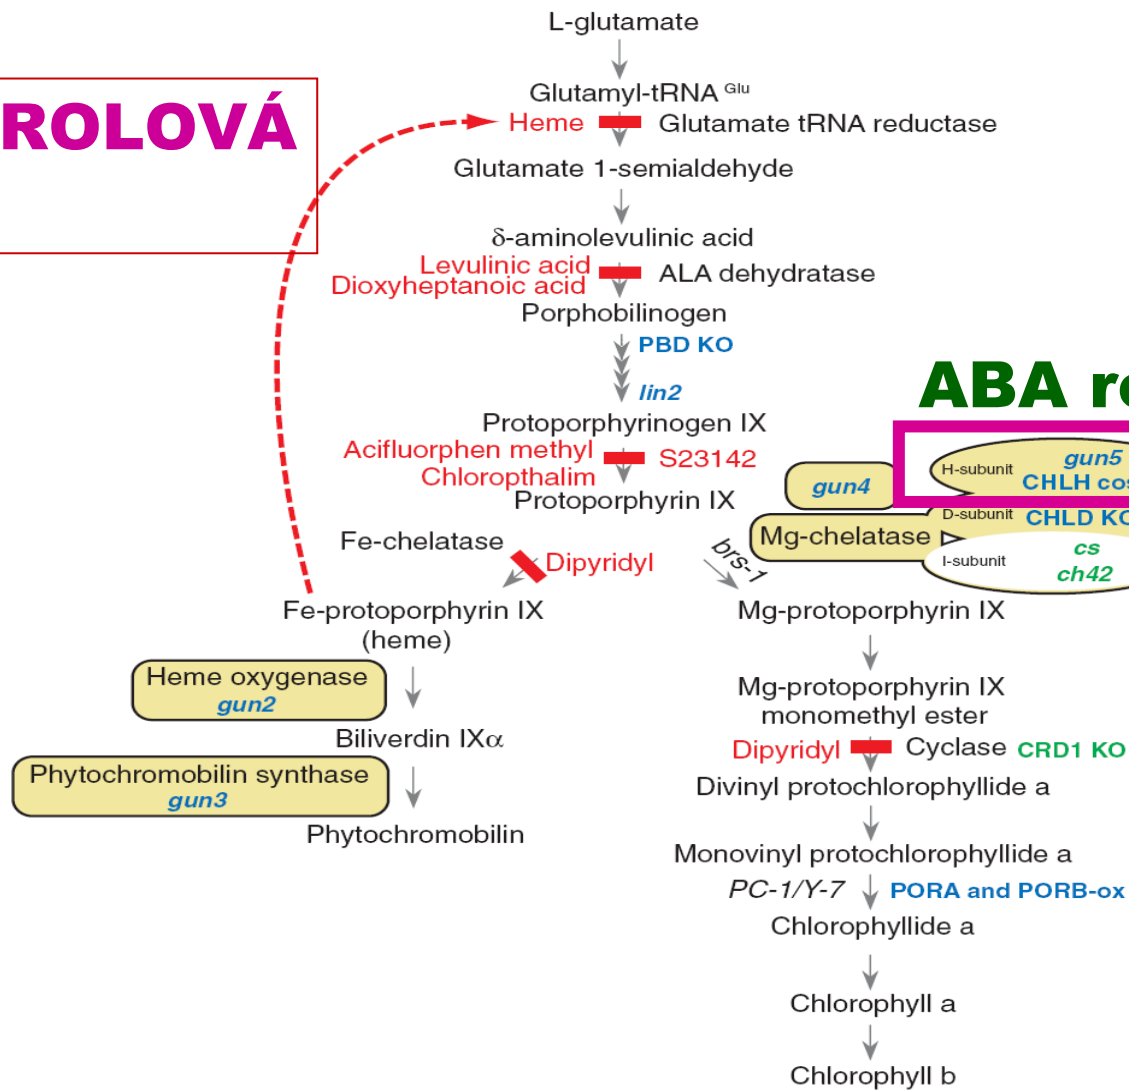 L-glutamate
Glutamyl-tRNA Glu
ROLOVÁ
Heme Glutamate tRNA reductase
Glutamate 1-semialdehyde
δ-aminolevulinic acid
Levulinic acid
Dioxyheptanoic acid
ALA dehydratase
Porphobilinogen
PBD KO
lin2
ABA re
Protoporphyrinogen IX
Acifluorphen methyl
Chloropthalim
S23142
Protoporphyrin IX
gun4
H-subunit
gun5
CHLH cos
D-subunit CHLD KO
Mg-chelatase
I-subunit
cs
ch42
Fe-chelatase
Dipyridyl
brs-1
Fe-protoporphyrin IX
(heme)
Mg-protoporphyrin IX
Heme oxygenase
gun2
Mg-protoporphyrin IX
monomethyl ester
Biliverdin IXα
Dipyridyl Cyclase CRD1 KO
Phytochromobilin synthase
gun3
Divinyl protochlorophyllide a
Phytochromobilin
Monovinyl protochlorophyllide a
PC-1/Y-7 PORA and PORB-ox
Chlorophyllide a
Chlorophyll a
Chlorophyll b